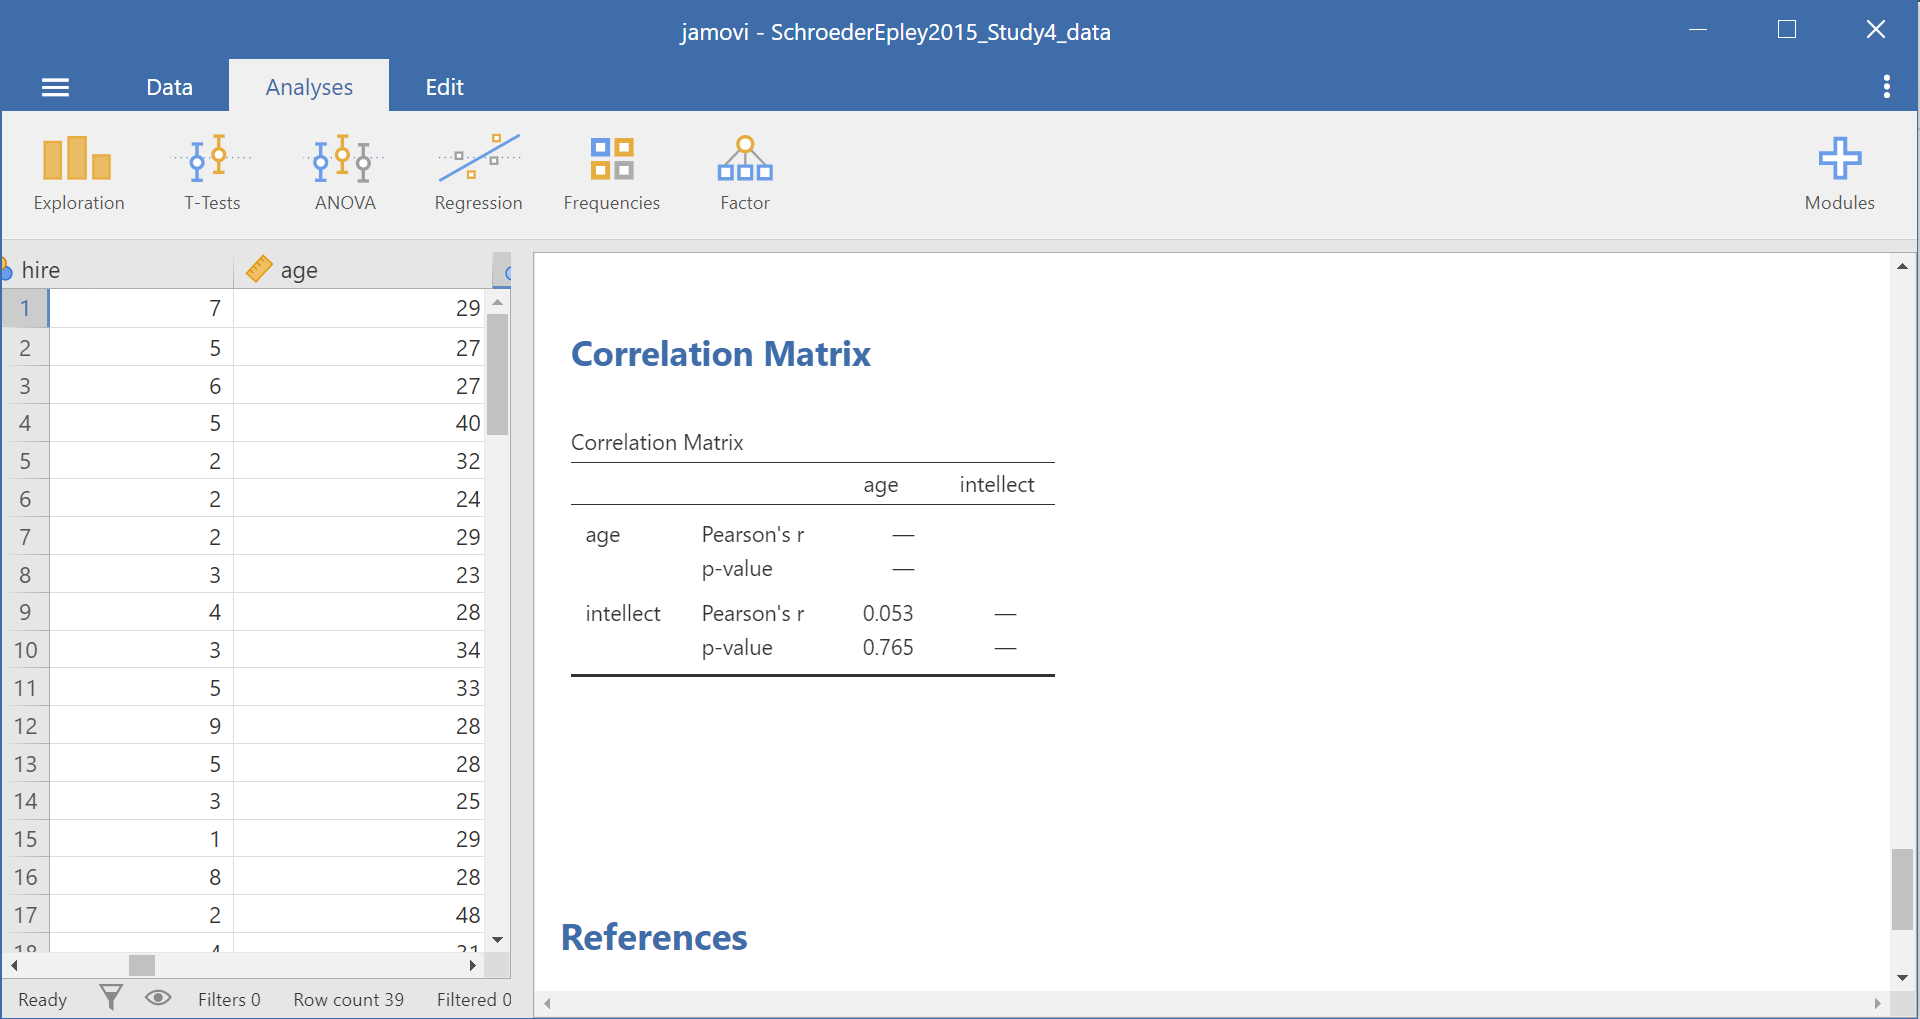 jamovi - SchroederEpley2015_Study4_data
Data Analyses Edit
Exploration T-Tests ANOVA Regression Frequencies Factor Modules
hire age
1 7 29
2 5 27
3 6 27
4 5 40
5 2 32
6 2 24
7 2 29
8 3 23
9 4 28
10 3 34
11 5 33
12 9 28
13 5 28
14 3 25
15 1 29
16 8 28
17 2 48
18 4 31
Ready Filters 0 Row count 39 Filtered 0
Correlation Matrix
Correlation Matrix
age intellect
age Pearson's r —
p-value —
intellect Pearson's r 0.053 —
p-value 0.765 —
References